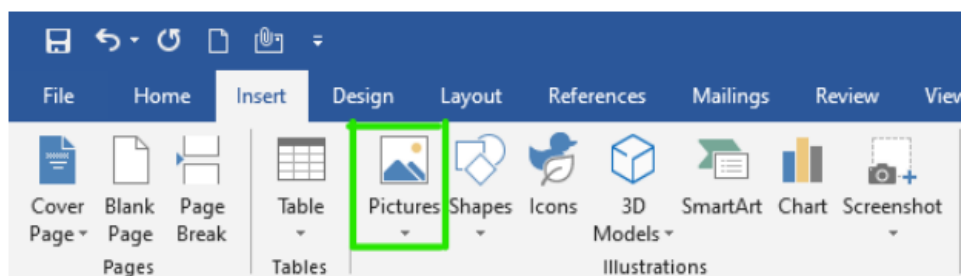 File Home Insert Design Layout References Mailings Review View
Cover Blank Page Table Pictures Shapes Icons 3D SmartArt Chart Screenshot
Page Page Break Models
Pages Tables Illustrations